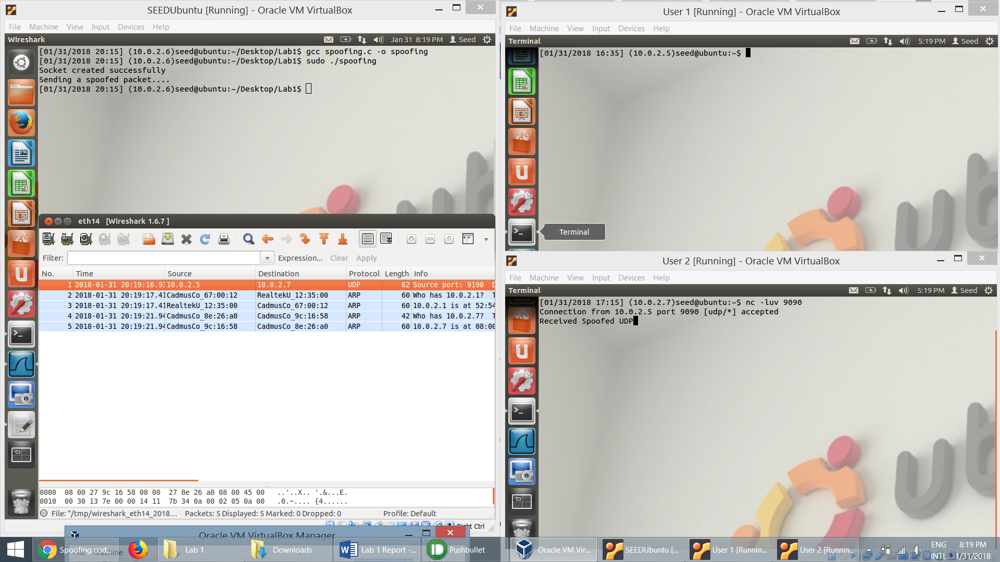 SEEDUbuntu [Running] - Oracle VM VirtualBox
File Machine View Input Devices Help
Wireshark
Jan 31 8:19 PM Seed
[01/31/2018 20:15] (10.0.2.6)seed@ubuntu:~/Desktop/Lab1$ gcc spoofing.c -o spoofing
[01/31/2018 20:15] (10.0.2.6)seed@ubuntu:~/Desktop/Lab1$ sudo ./spoofing
Socket created successfully
Sending a spoofed packet....
[01/31/2018 20:15] (10.0.2.6)seed@ubuntu:~/Desktop/Lab1$
eth14 [Wireshark 1.6.7 ]
Filter: Expression... Clear Apply
No. Time Source Destination Protocol Length Info
1 2018-01-31 20:19:16.93 10.0.2.5 10.0.2.7 UDP 62 Source port: 9190 D
2 2018-01-31 20:19:17.41 CadmusCo_67:00:12 RealtekU_12:35:00 ARP 60 Who has 10.0.2.1? T
3 2018-01-31 20:19:17.41 RealtekU_12:35:00 CadmusCo_67:00:12 ARP 60 10.0.2.1 is at 52:54
4 2018-01-31 20:19:21.94 CadmusCo_8e:26:a0 CadmusCo_9c:16:58 ARP 42 Who has 10.0.2.7? T
5 2018-01-31 20:19:21.94 CadmusCo_9c:16:58 CadmusCo_8e:26:a0 ARP 60 10.0.2.7 is at 08:00
0000 08 00 27 9c 16 58 08 00 27 8e 26 a0 08 00 45 00 ..'..X.. '.&...E.
0010 00 30 13 7e 00 00 14 11 7b 34 0a 00 02 05 0a 00 .0.~.... {4......
File: "/tmp/wireshark_eth14_2018... Packets: 5 Displayed: 5 Marked: 0 Dropped: 0 Profile: Default
Right Ctrl
Oracle VM VirtualBox Manager
Machine
User 1 [Running] - Oracle VM VirtualBox
File Machine View Input Devices Help
Terminal
5:19 PM Seed
[01/31/2018 16:35] (10.0.2.5)seed@ubuntu:~$
Terminal
User 2 [Running] - Oracle VM VirtualBox
File Machine View Input Devices Help
Terminal
5:19 PM Seed
[01/31/2018 17:15] (10.0.2.7)seed@ubuntu:~$ nc -luv 9090
Connection from 10.0.2.5 port 9090 [udp/*] accepted
Received Spoofed UDP
Spoofing cod... Lab 1 Downloads Lab 1 Report -... Pushbullet Oracle VM Vir... SEEDUbuntu [... User 1 [Runnin... User 2 [Runnin...
ENG 8:19 PM
INTL 1/31/2018